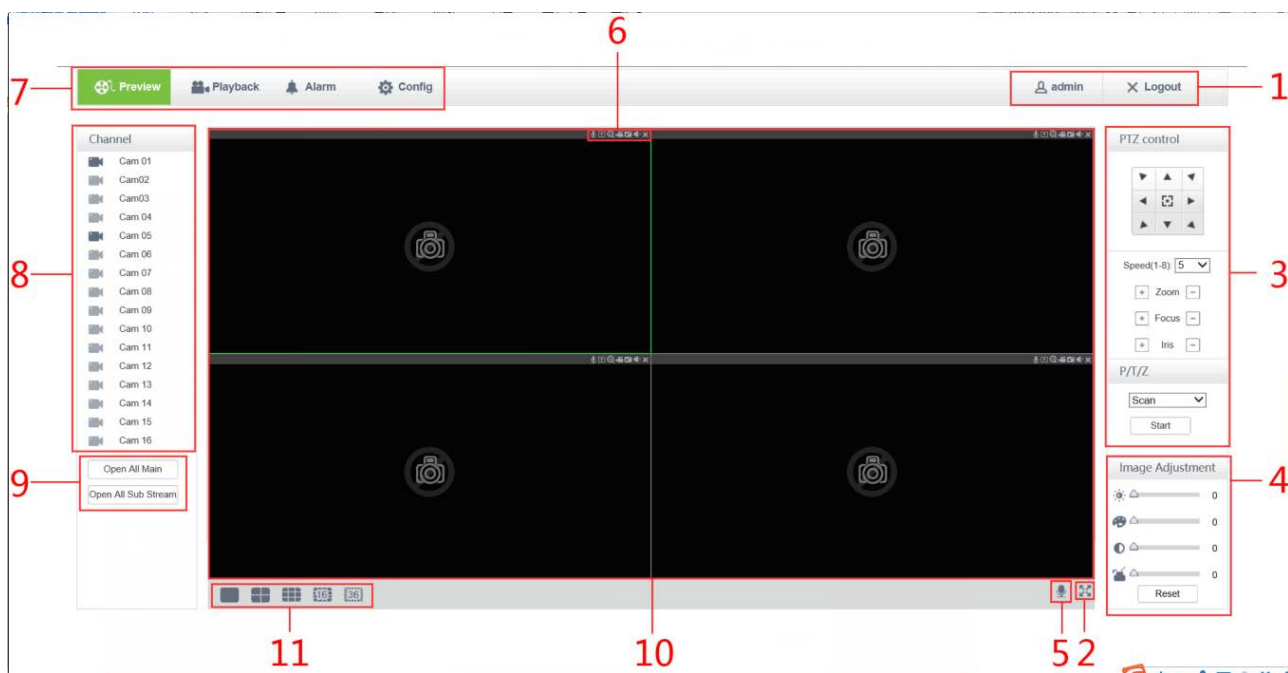 6
7
Preview Playback Alarm Config
admin Logout
1
Channel
Cam 01
Cam02
Cam03
Cam 04
Cam 05
Cam 06
Cam 07
Cam 08
Cam 09
Cam 10
Cam 11
Cam 12
Cam 13
Cam 14
Cam 15
Cam 16
8
Open All Main
Open All Sub Stream
9
PTZ control
Speed(1-8): 5
+ Zoom -
+ Focus -
+ Iris -
3
P/T/Z
Scan
Start
Image Adjustment
0
0
0
0
Reset
4
16 36
11
10
5
2